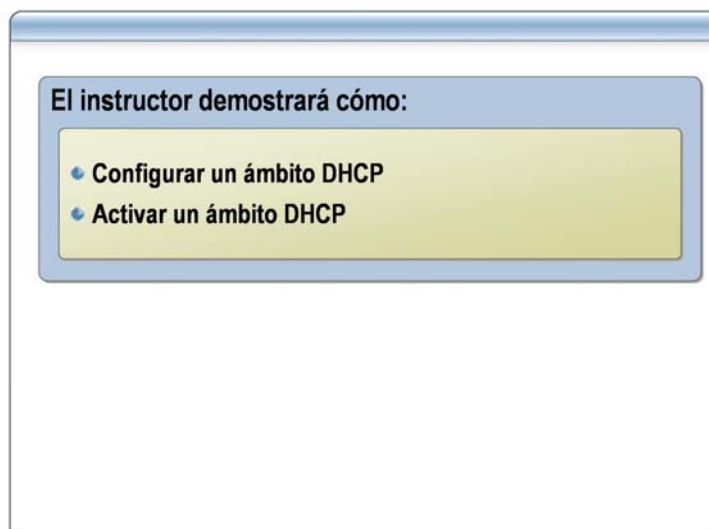 El instructor demostrará cómo:
Configurar un ámbito DHCP
Activar un ámbito DHCP